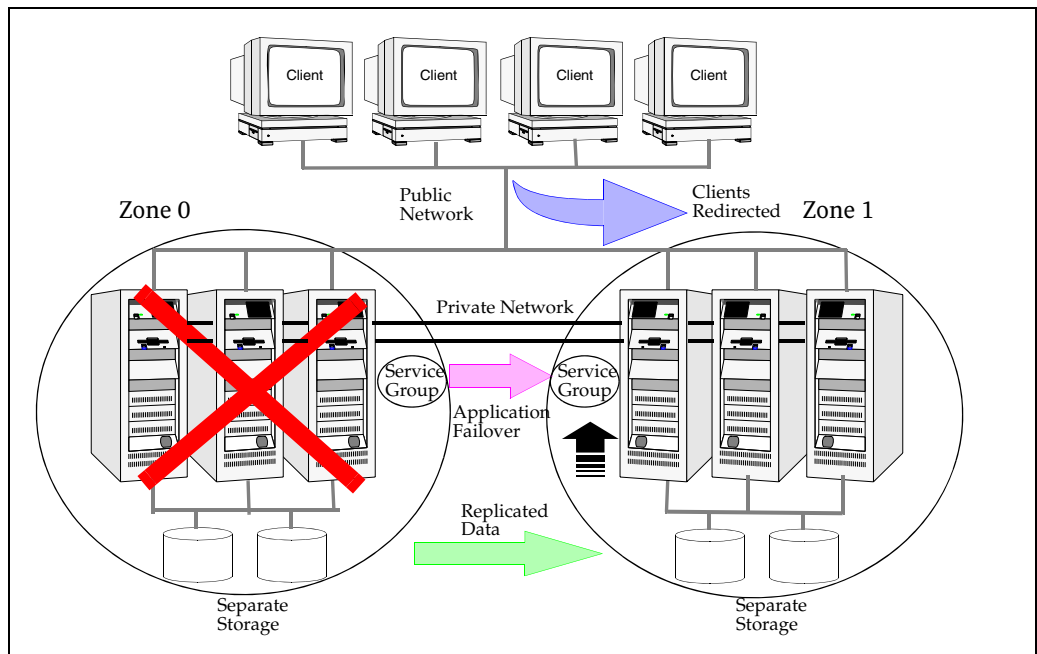 Client
Client
Client
Client
Public
Network
Clients
Redirected
Zone 0
Zone 1
Private Network
Service
Group
Service
Group
Application
Failover
Replicated
Data
Separate
Storage
Separate
Storage